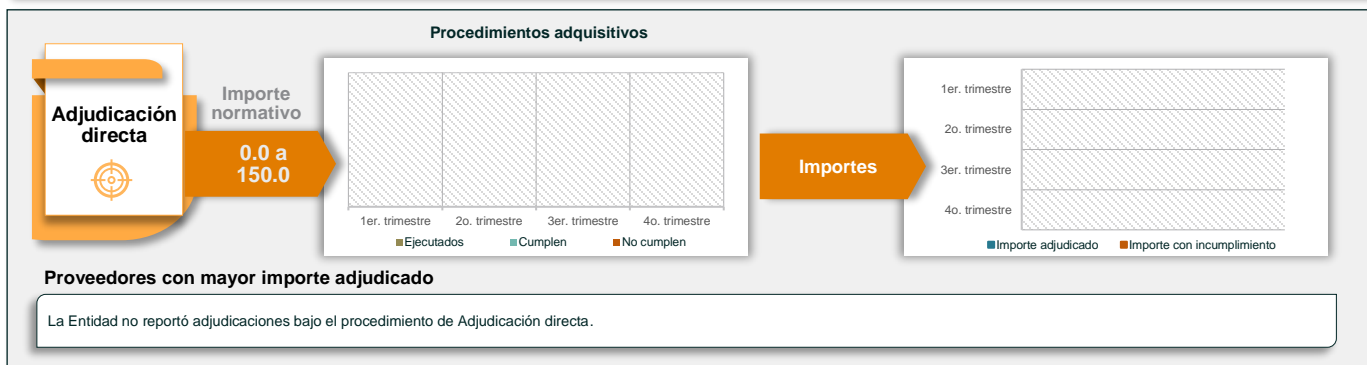 Procedimientos adquisitivos
Adjudicación
directa
Importe
normativo
0.0 a
150.0
1er. trimestre
2o. trimestre
3er. trimestre
4o. trimestre
Ejecutados
Cumplen
No cumplen
Importes
1er. trimestre
2o. trimestre
3er. trimestre
4o. trimestre
Importe adjudicado
Importe con incumplimiento
Proveedores con mayor importe adjudicado
La Entidad no reportó adjudicaciones bajo el procedimiento de Adjudicación directa.